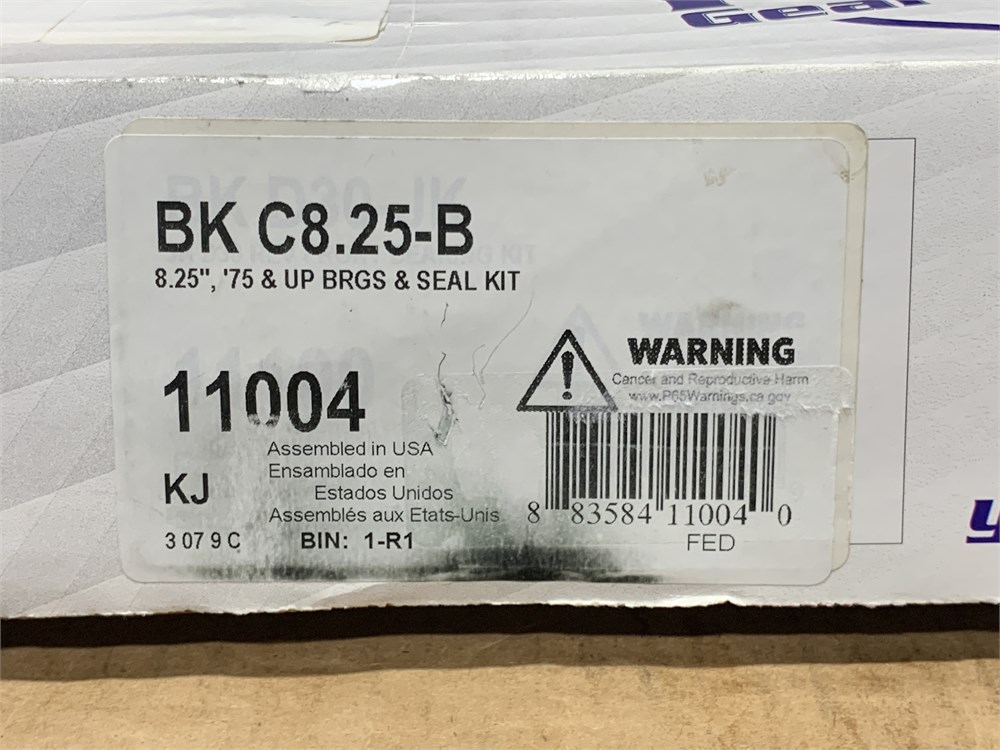 Gear
BK C8.25-B
8.25", '75 & UP BRGS & SEAL KIT
WARNING
Cancer and Reproductive Harm
www.P65Warnings.ca.gov
11004
Assembled in USA
Ensamblado en
Estados Unidos
Assemblés aux Etats-Unis
KJ
3 07 9 C
BIN: 1-R1
8 83584 11004 0
FED
y